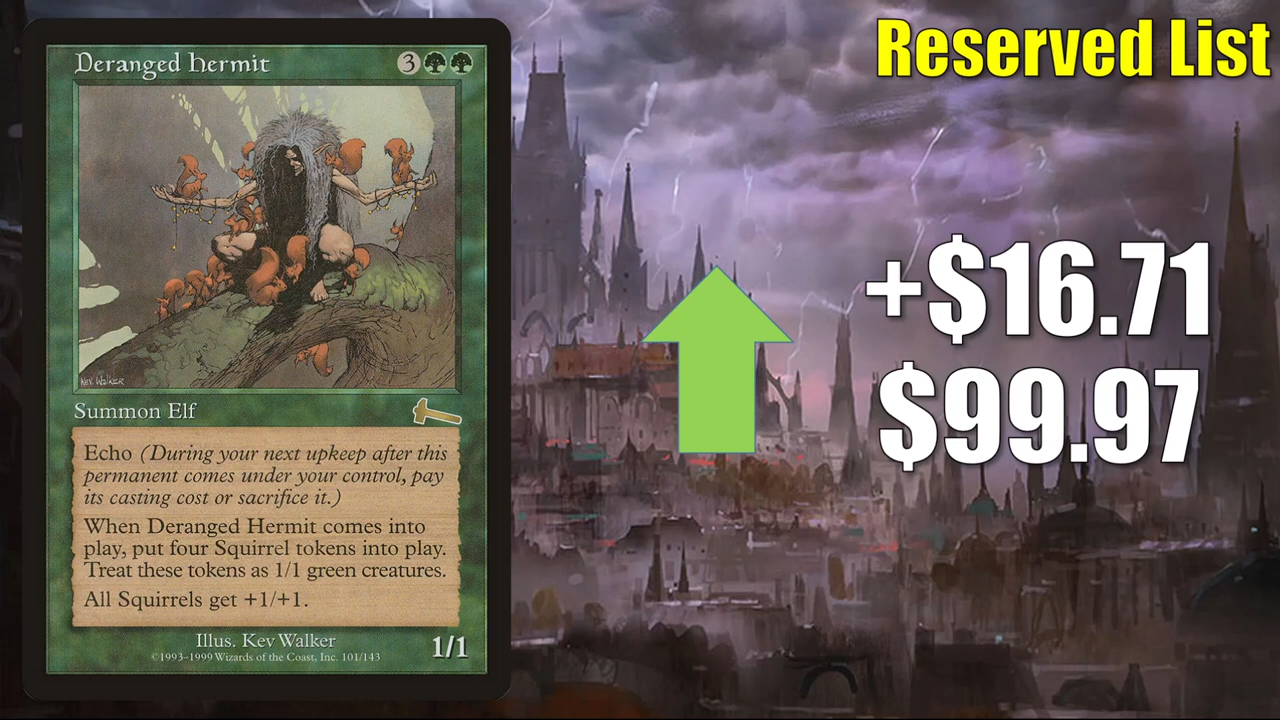 Reserved List
Deranged Hermit 3
Kev. Walker
Summon Elf
Echo (During your next upkeep after this
permanent comes under your control, pay
its casting cost or sacrifice it.)
When Deranged Hermit comes into
play, put four Squirrel tokens into play.
Treat these tokens as 1/1 green creatures.
All Squirrels get +1/+1.
Illus. Kev Walker
©1993–1999 Wizards of the Coast, Inc. 101/143
1/1
+$16.71
$99.97